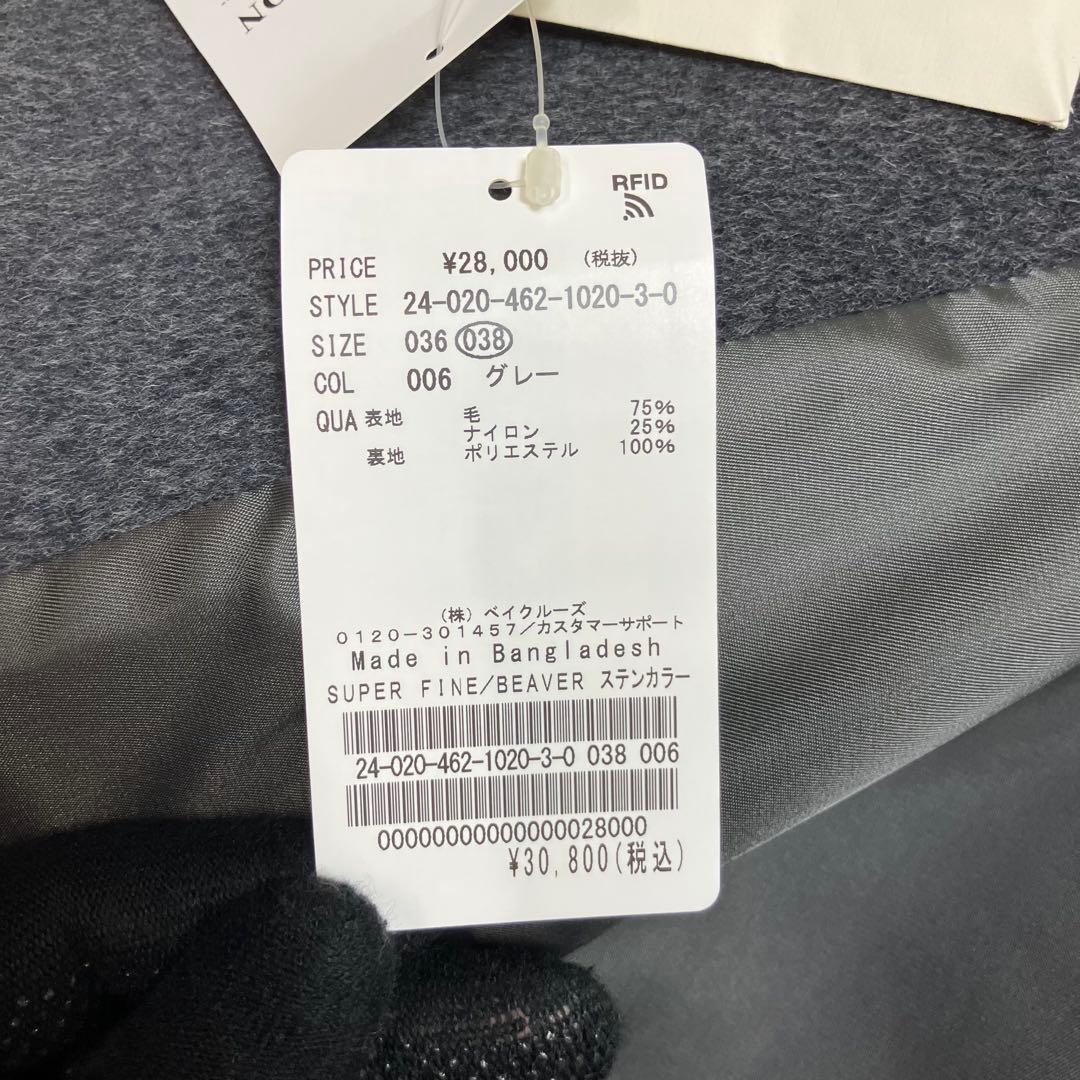 ON
RFID
PRICE ¥28,000 (税抜)
STYLE 24-020-462-1020-3-0
SIZE 036 038
COL 006 グレー
QUA 表地 毛 75%
ナイロン 25%
裏地 ポリエステル 100%
(株) ベイクルーズ
0120-301457/カスタマーサポート
Made in Bangladesh
SUPER FINE/BEAVER ステンカラー
24-020-462-1020-3-0 038 006
00000000000000028000
¥30,800(税込)